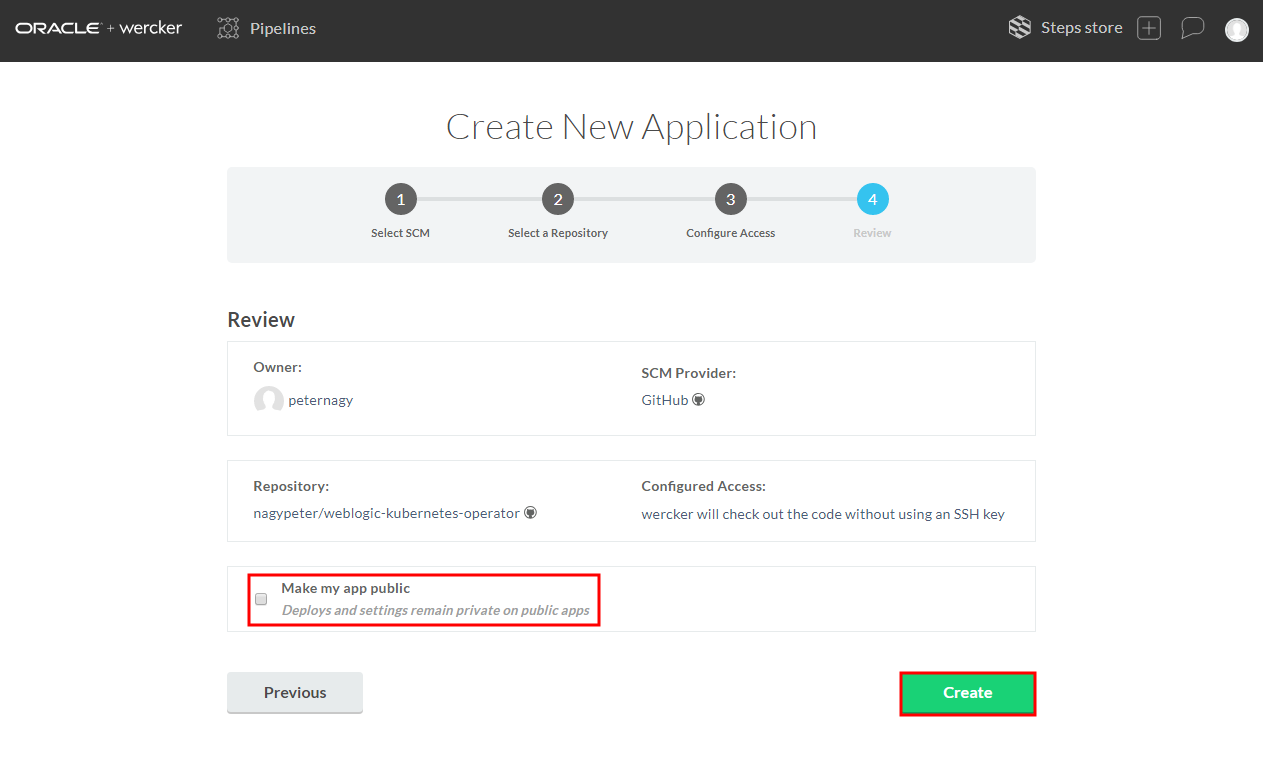 ORACLE + wercker Pipelines Steps store
Create New Application
1 2 3 4
Select SCM Select a Repository Configure Access Review
Review
Owner: SCM Provider:
peternagy GitHub
Repository: Configured Access:
nagypeter/weblogic-kubernetes-operator wercker will check out the code without using an SSH key
Make my app public
Deploys and settings remain private on public apps
Previous Create